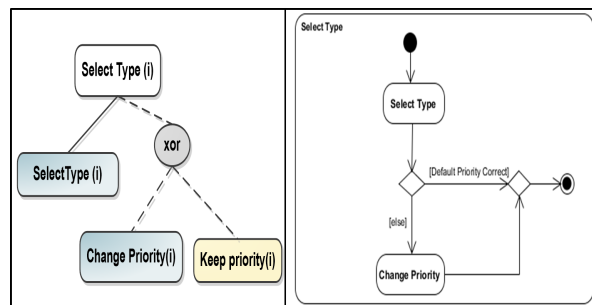 Select Type (i)
xor
SelectType (i)
Change Priority(i)
Keep priority(i)
Select Type
Select Type
[Default Priority Correct]
[else]
Change Priority